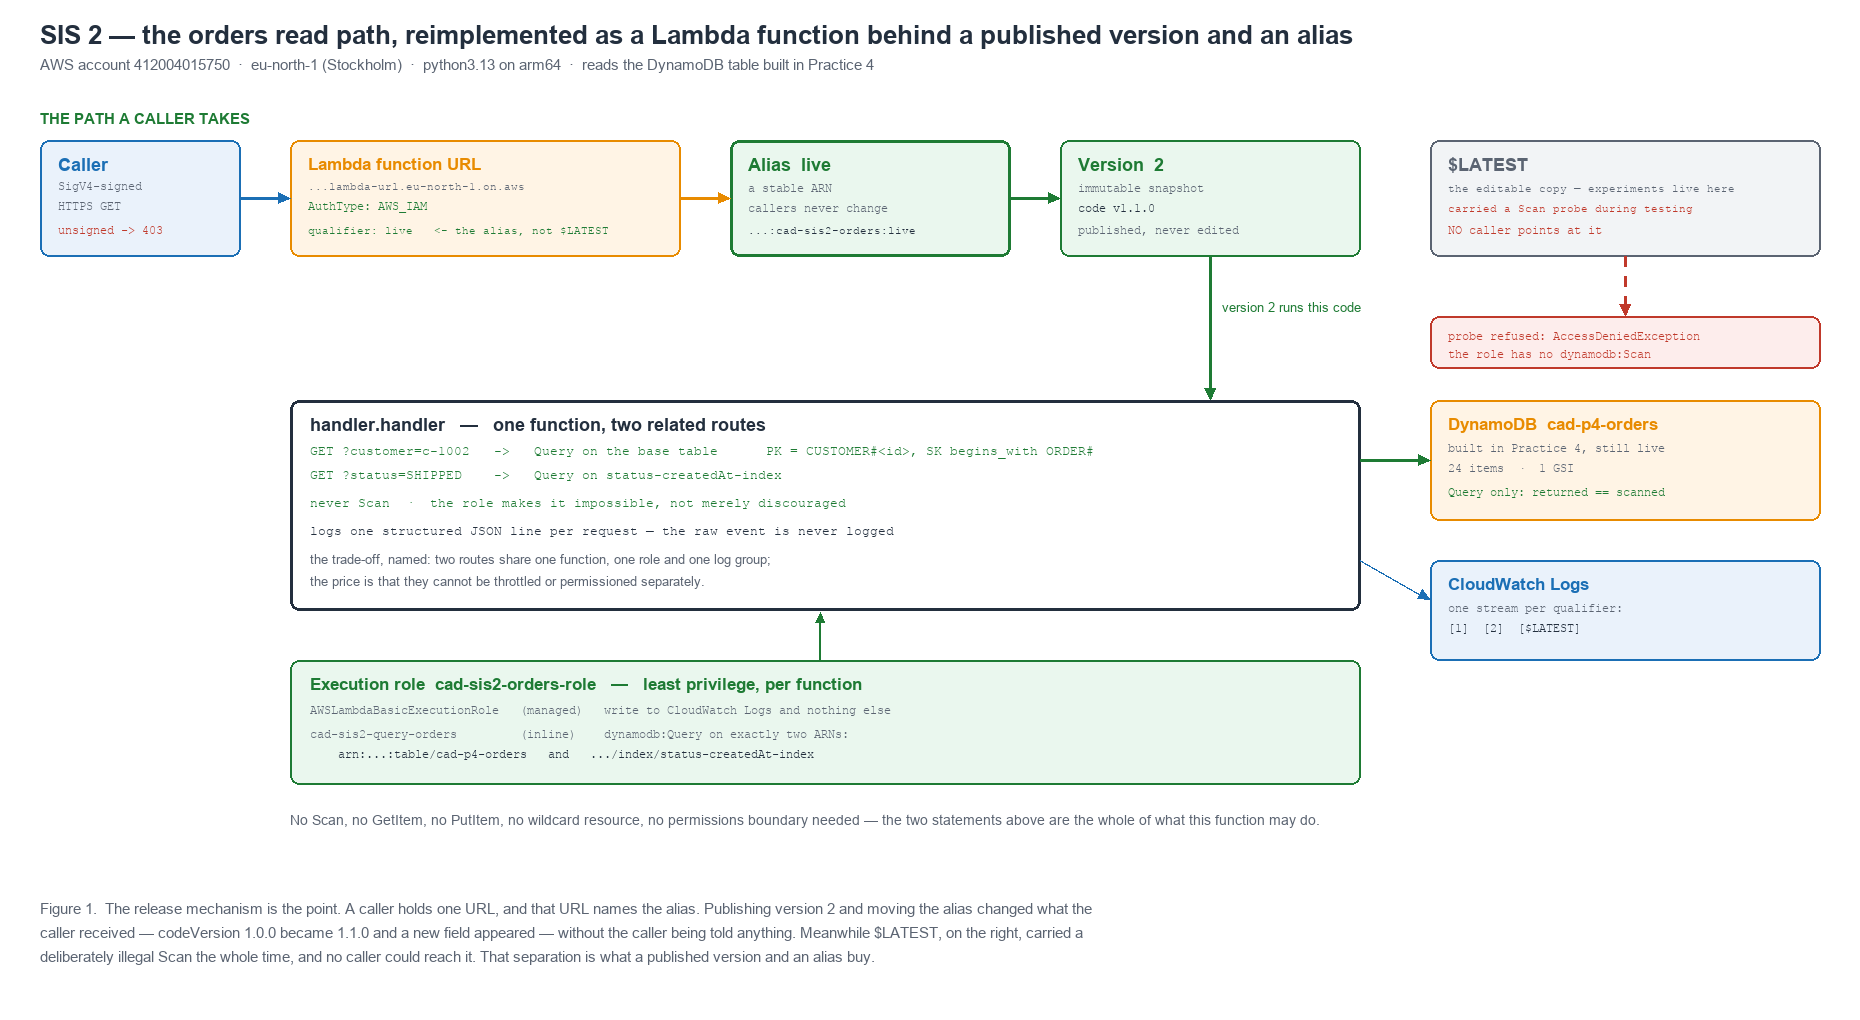 SIS 2 — the orders read path, reimplemented as a Lambda function behind a published version and an alias
AWS account 412004015750 · eu-north-1 (Stockholm) · python3.13 on arm64 · reads the DynamoDB table built in Practice 4
THE PATH A CALLER TAKES
Caller
SigV4-signed
HTTPS GET
unsigned -> 403
Lambda function URL
...lambda-url.eu-north-1.on.aws
AuthType: AWS_IAM
qualifier: live <- the alias, not $LATEST
Alias live
a stable ARN
callers never change
...:cad-sis2-orders:live
Version 2
immutable snapshot
code v1.1.0
published, never edited
$LATEST
the editable copy — experiments live here
carried a Scan probe during testing
NO caller points at it
version 2 runs this code
probe refused: AccessDeniedException
the role has no dynamodb:Scan
handler.handler — one function, two related routes
GET ?customer=c-1002 -> Query on the base table PK = CUSTOMER#<id>, SK begins_with ORDER#
GET ?status=SHIPPED -> Query on status-createdAt-index
never Scan · the role makes it impossible, not merely discouraged
logs one structured JSON line per request — the raw event is never logged
the trade-off, named: two routes share one function, one role and one log group;
the price is that they cannot be throttled or permissioned separately.
DynamoDB cad-p4-orders
built in Practice 4, still live
24 items · 1 GSI
Query only: returned == scanned
CloudWatch Logs
one stream per qualifier:
[1] [2] [$LATEST]
Execution role cad-sis2-orders-role — least privilege, per function
AWSLambdaBasicExecutionRole (managed) write to CloudWatch Logs and nothing else
cad-sis2-query-orders (inline) dynamodb:Query on exactly two ARNs:
arn:...:table/cad-p4-orders and .../index/status-createdAt-index
No Scan, no GetItem, no PutItem, no wildcard resource, no permissions boundary needed — the two statements above are the whole of what this function may do.
Figure 1. The release mechanism is the point. A caller holds one URL, and that URL names the alias. Publishing version 2 and moving the alias changed what the
caller received — codeVersion 1.0.0 became 1.1.0 and a new field appeared — without the caller being told anything. Meanwhile $LATEST, on the right, carried a
deliberately illegal Scan the whole time, and no caller could reach it. That separation is what a published version and an alias buy.